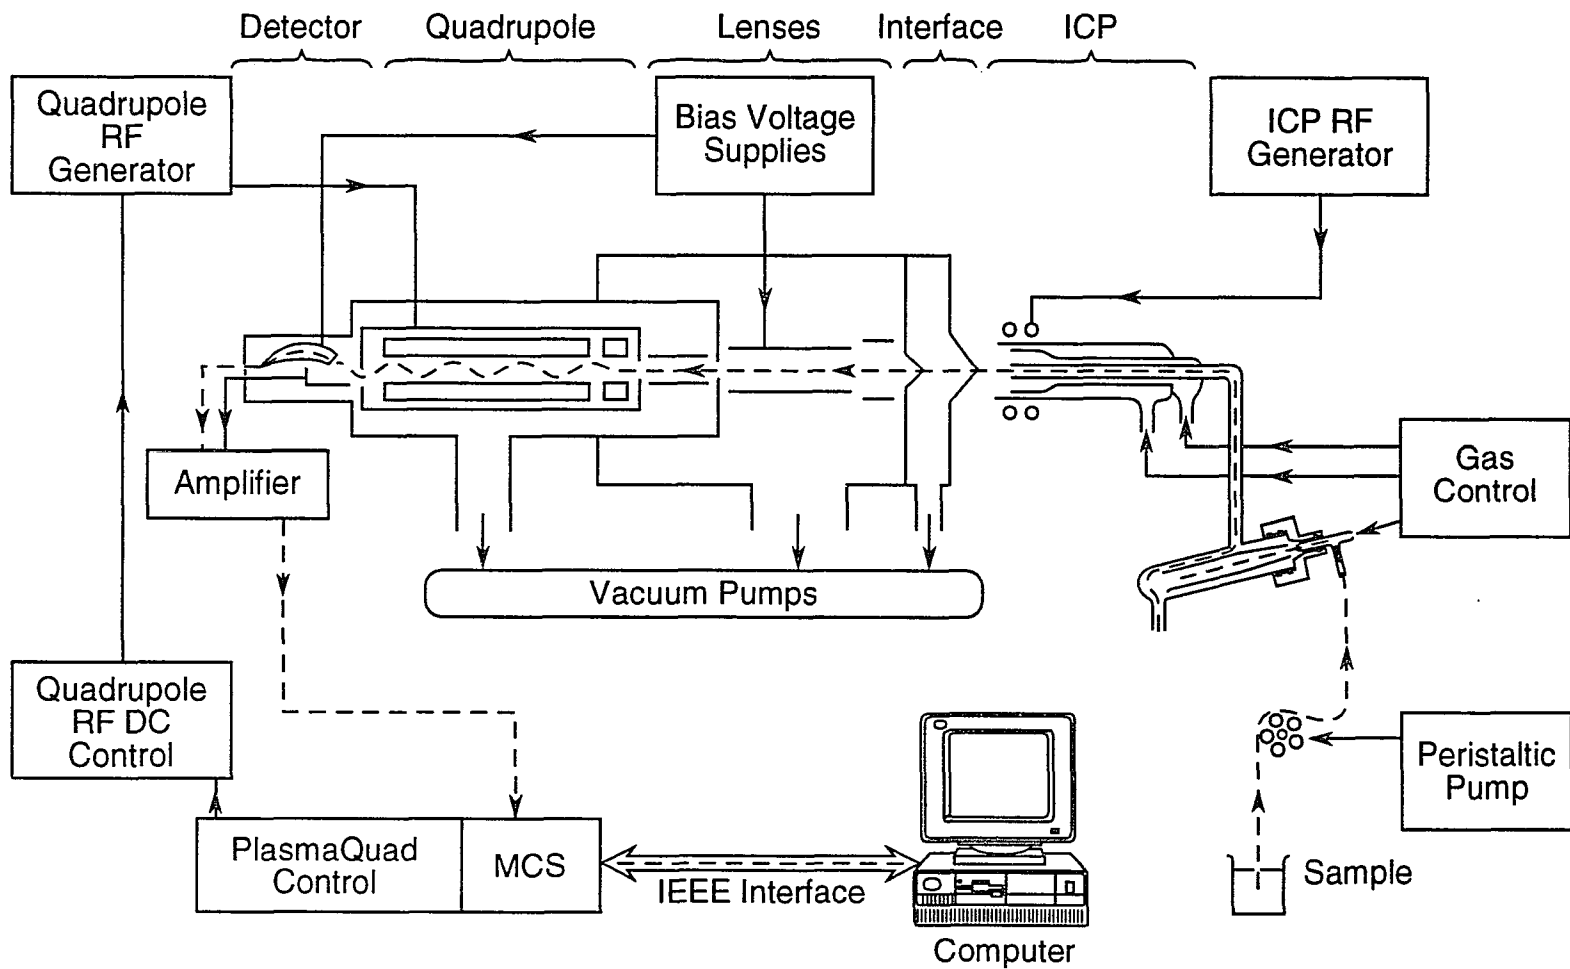 Detector Quadrupole Lenses Interface ICP
Quadrupole
RF
Generator
Bias Voltage
Supplies
ICP RF
Generator
Amplifier
Gas
Control
Vacuum Pumps
Quadrupole
RF DC
Control
Peristaltic
Pump
PlasmaQuad
Control
MCS
IEEE Interface
Sample
Computer